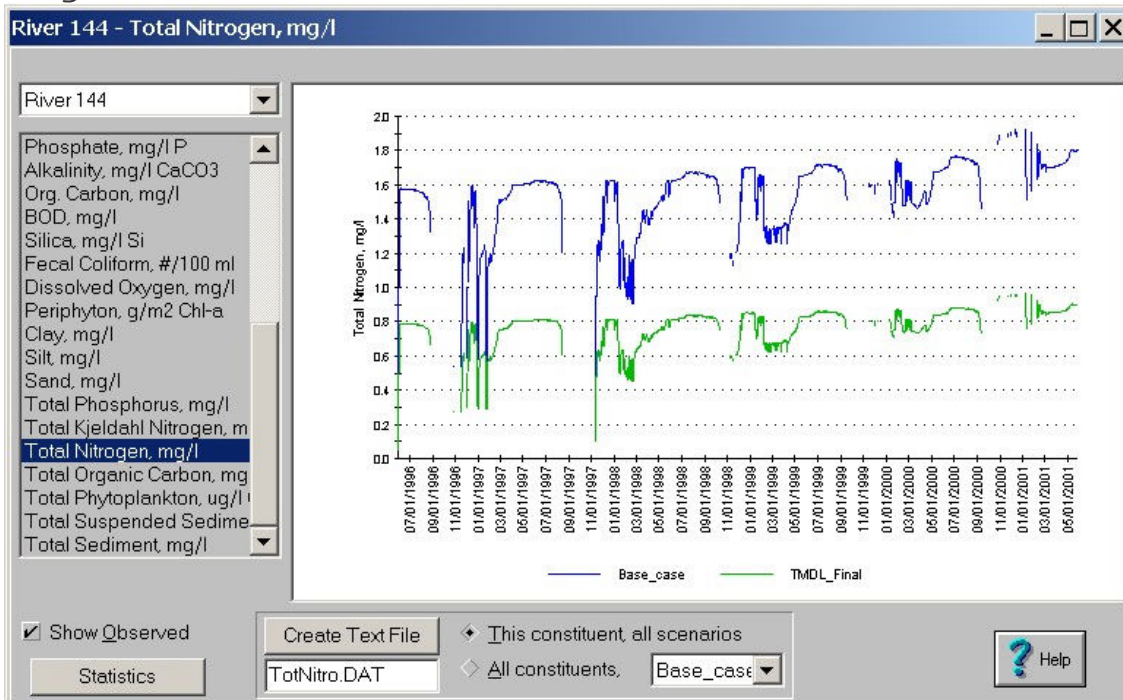 River 144 - Total Nitrogen, mg/l
River 144
Phosphate, mg/l P
Alkalinity, mg/l CaCO3
Org. Carbon, mg/l
BOD, mg/l
Silica, mg/l Si
Fecal Coliform, #/100 ml
Dissolved Oxygen, mg/l
Periphyton, g/m2 Chl-a
Clay, mg/l
Silt, mg/l
Sand, mg/l
Total Phosphorus, mg/l
Total Kjeldahl Nitrogen, m
Total Nitrogen, mg/l
Total Organic Carbon, mg
Total Phytoplankton, ug/l
Total Suspended Sedime
Total Sediment, mg/l
Total Nitrogen, mg/l
2.0
1.8
1.6
1.4
1.2
1.0
0.8
0.6
0.4
0.2
0.0
07/01/1996
09/01/1996
11/01/1996
01/01/1997
03/01/1997
05/01/1997
07/01/1997
09/01/1997
11/01/1997
01/01/1998
03/01/1998
05/01/1998
07/01/1998
09/01/1998
11/01/1998
01/01/1999
03/01/1999
05/01/1999
07/01/1999
09/01/1999
11/01/1999
01/01/2000
03/01/2000
05/01/2000
07/01/2000
09/01/2000
11/01/2000
01/01/2001
03/01/2001
05/01/2001
Base_case
TMDL_Final
Show Observed
Statistics
Create Text File
TotNitro.DAT
This constituent, all scenarios
All constituents,
Base_case
Help